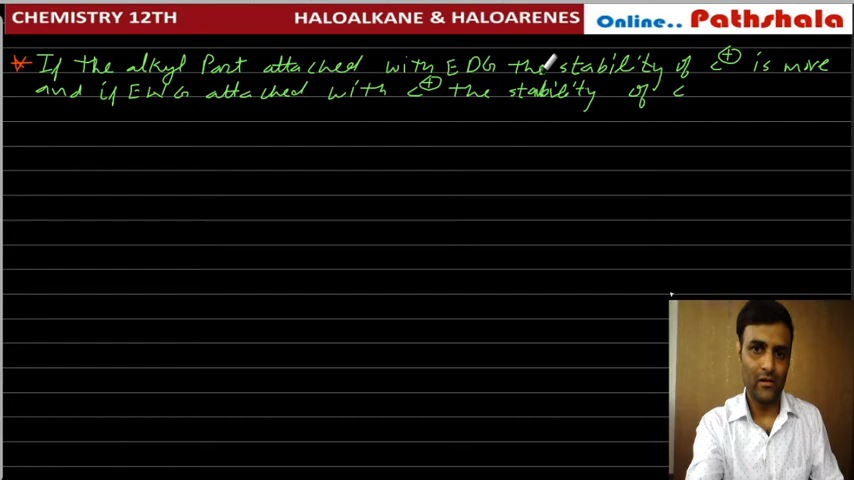 CHEMISTRY 12TH HALOALKANE & HALOARENES Online.. Pathshala
* If the alkyl Part attached with EDG the stability of C⊕ is more
and if EWG attached with C⊕ the stability of C